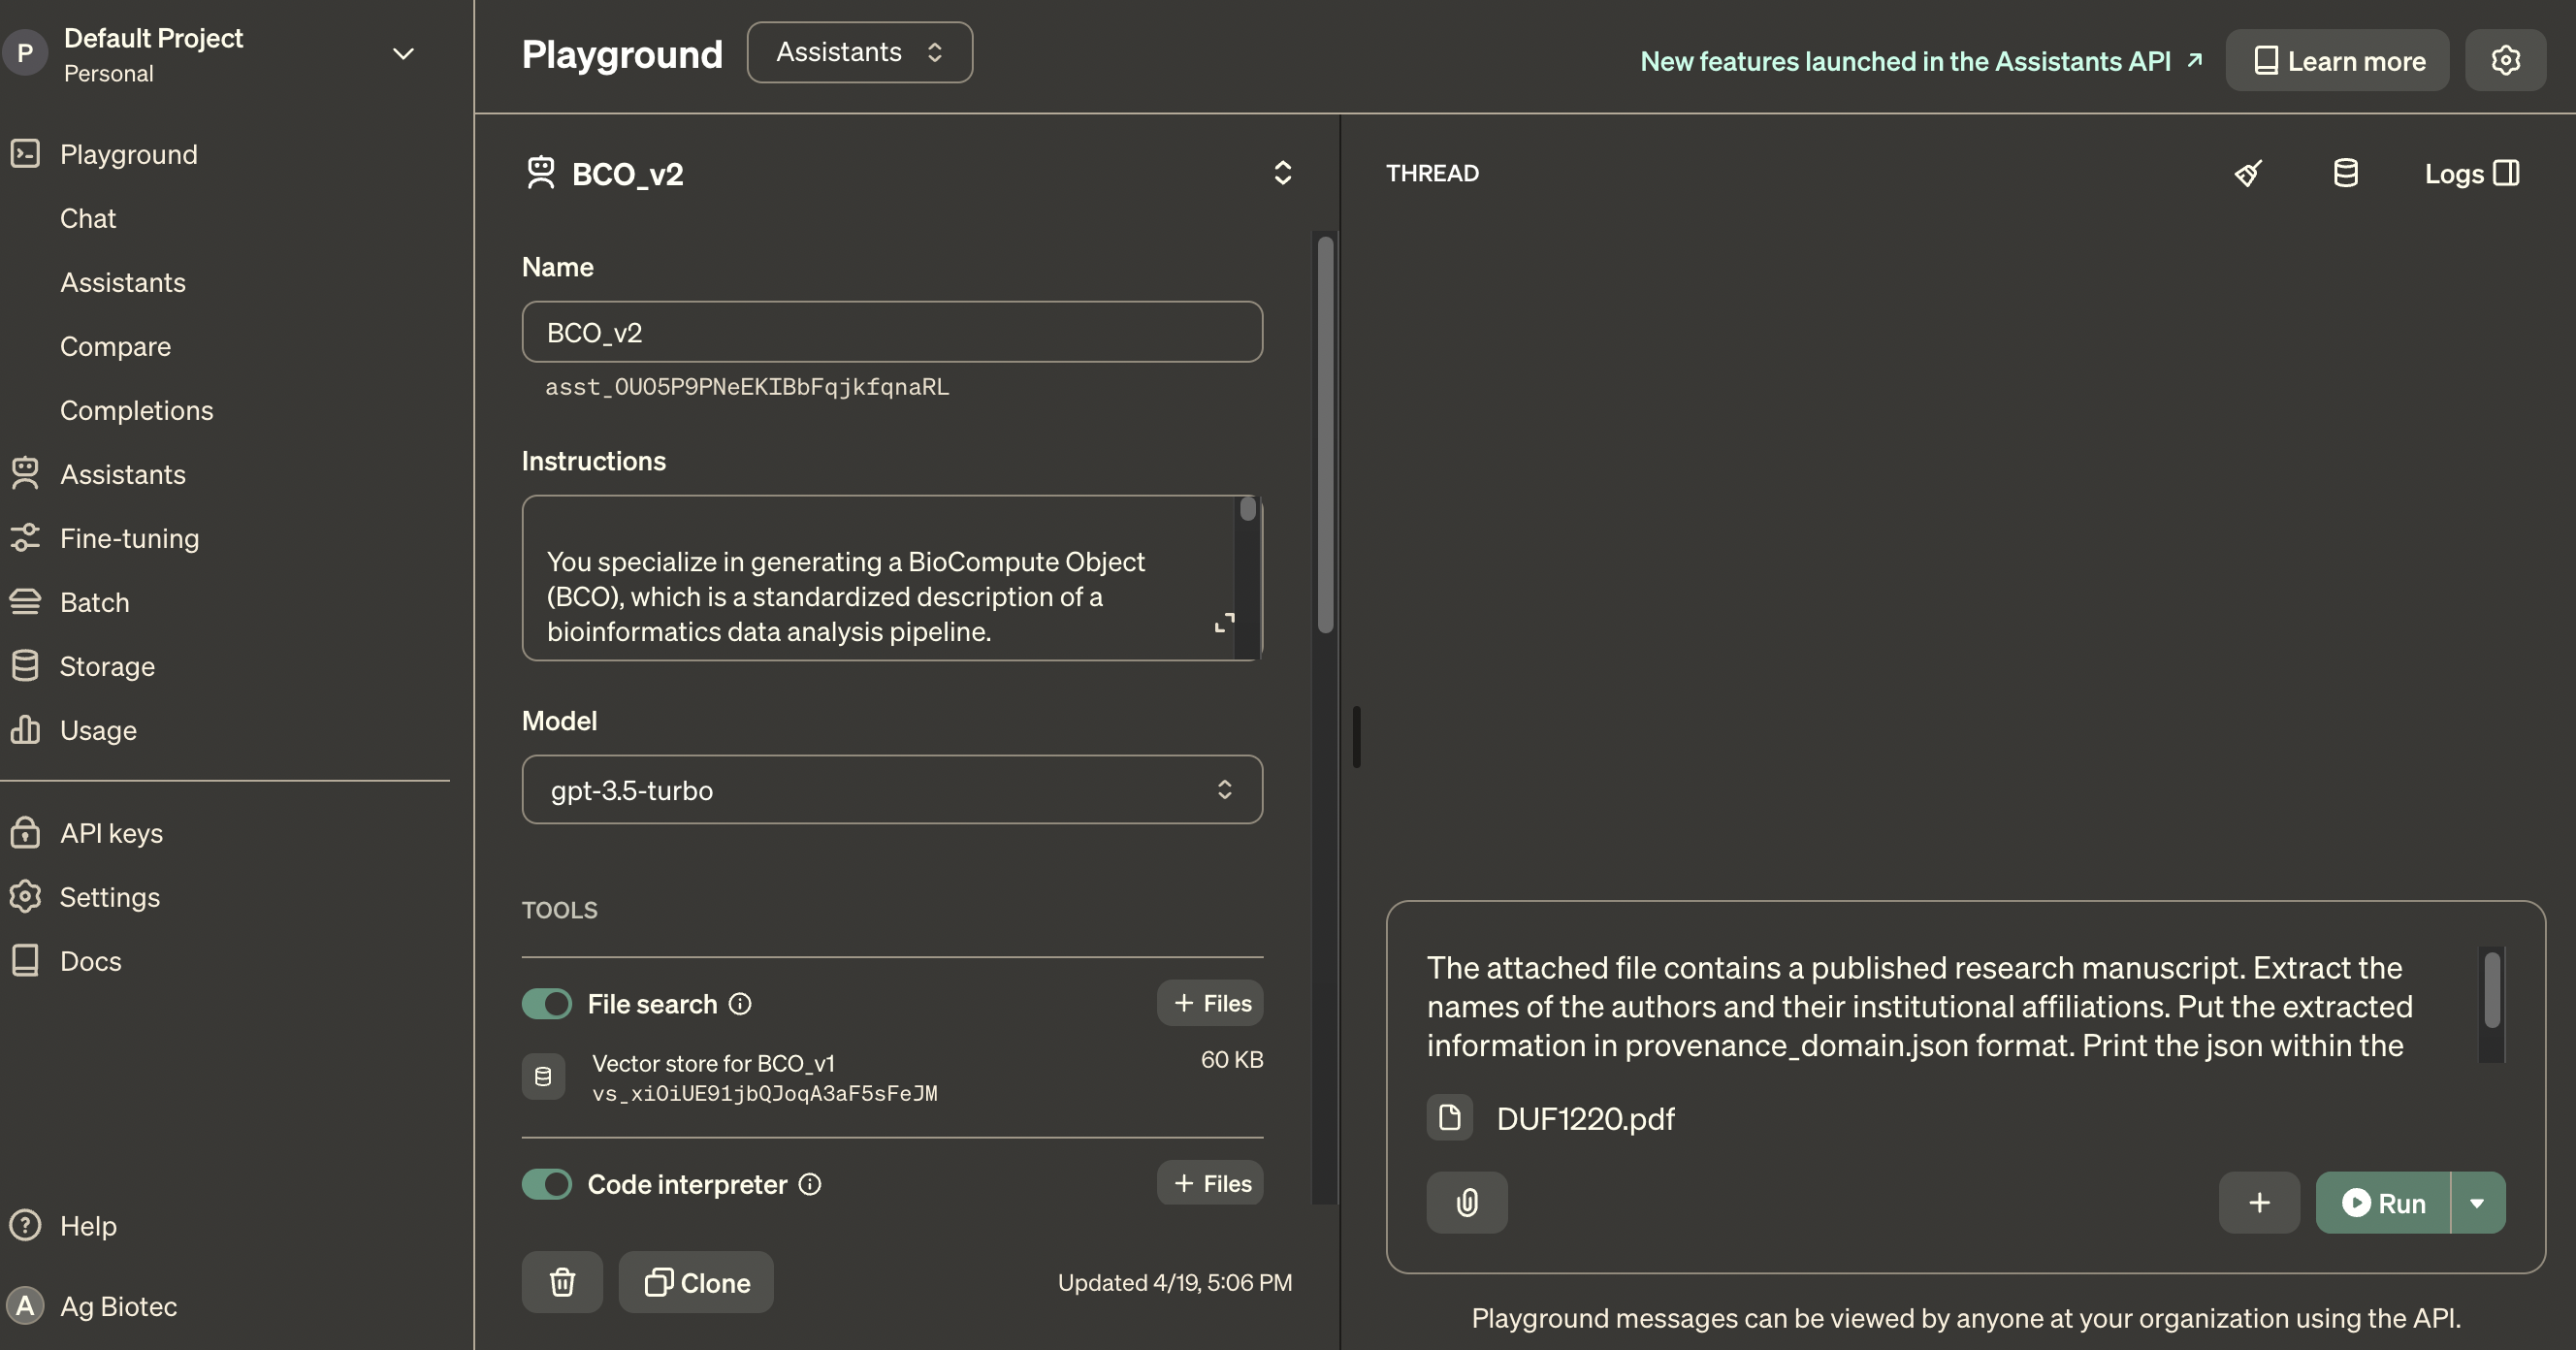 P
Default Project
Personal
Playground
Chat
Assistants
Compare
Completions
Assistants
Fine-tuning
Batch
Storage
Usage
API keys
Settings
Docs
Help
A
Ag Biotec
Playground
Assistants
New features launched in the Assistants API
Learn more
BCO_v2
Name
BCO_v2
asst_OUO5P9PNeEKIBbFqjkfqnaRL
Instructions
You specialize in generating a BioCompute Object
(BCO), which is a standardized description of a
bioinformatics data analysis pipeline.
Model
gpt-3.5-turbo
TOOLS
File search
+ Files
Vector store for BCO_v1
60 KB
vs_xiOiUE91jbQJoqA3aF5sFeJM
Code interpreter
+ Files
Clone
Updated 4/19, 5:06 PM
THREAD
Logs
The attached file contains a published research manuscript. Extract the
names of the authors and their institutional affiliations. Put the extracted
information in provenance_domain.json format. Print the json within the
DUF1220.pdf
Run
Playground messages can be viewed by anyone at your organization using the API.